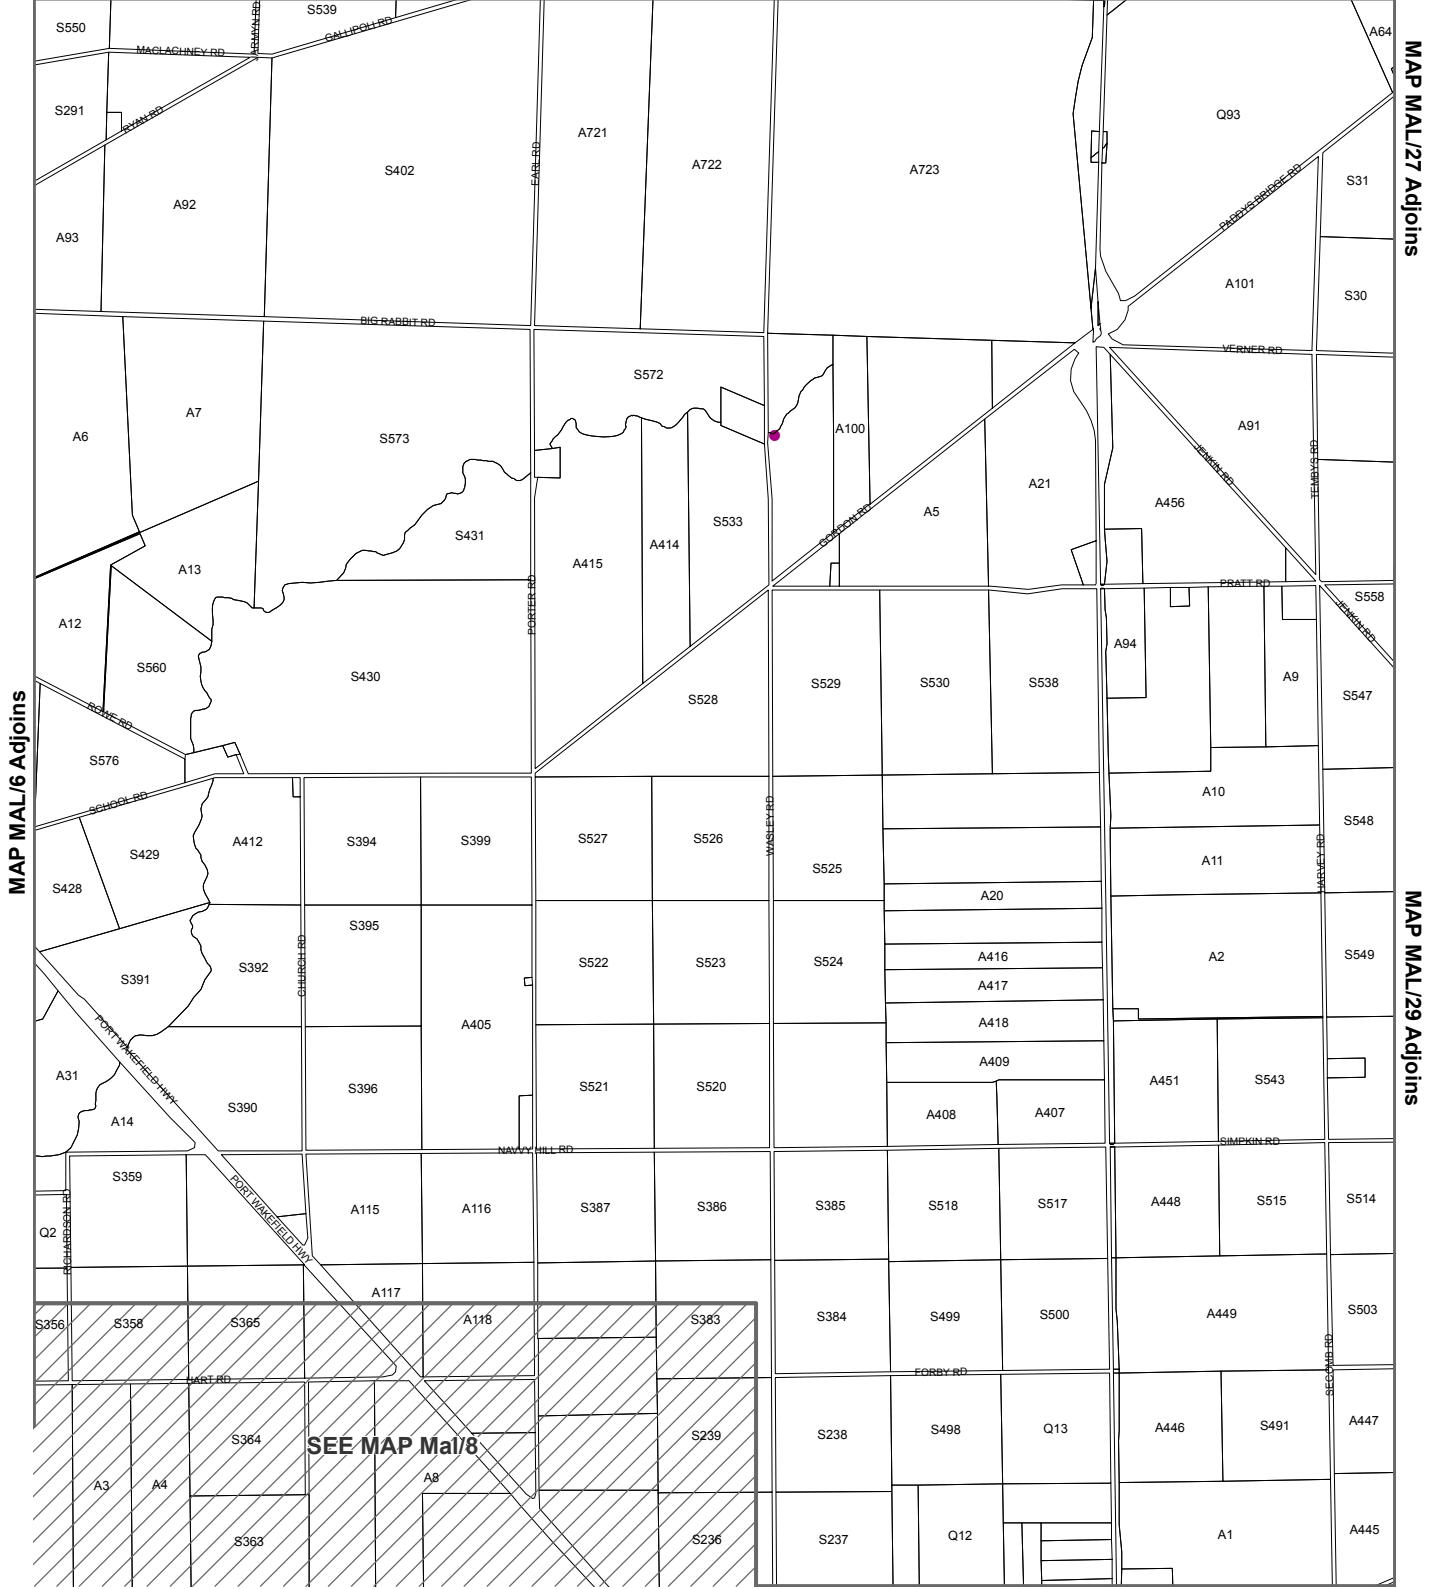 S550
S539
ARMYN RD
GALLIPOLI RD
MACLACHNEY RD
A64
MAP MAL/27 Adjoins
S291
RYAN RD
A721
A722
A723
Q93
S402
EARL RD
PADDYS BRIDGE RD
S31
A92
A93
A101
S30
BIG RABBIT RD
VERNER RD
S572
A7
A6
S573
A100
A91
JENKIN RD
TEMBYS RD
A21
A456
A5
GORDON RD
S533
A414
A415
S431
A13
PORTER RD
PRATT RD
S558
JENKIN RD
A12
S560
S430
S528
S529
S530
S538
A94
A9
S547
ROWE RD
MAP MAL/6 Adjoins
S576
SCHOOL RD
A10
S548
A412
S394
S399
S527
S526
WASLEY RD
S525
S429
S428
A11
HARVEY RD
A20
S395
S392
CHURCH RD
S391
S522
S523
S524
A416
A417
A2
S549
MAP MAL/29 Adjoins
A405
A418
A409
PORT WAKEFIELD HWY
A31
A14
S390
S396
S521
S520
A408
A407
A451
S543
NAVVY HILL RD
SIMPKIN RD
S359
PORT WAKEFIELD HWY
RICHARDSON RD
Q2
A115
A116
S387
S386
S385
S518
S517
A448
S515
S514
A117
S356
S358
S365
A118
S383
S384
S499
S500
A449
S503
HART RD
FORBY RD
SECOMB RD
S364
SEE MAP Mal/8
S239
S238
S498
Q13
A446
S491
A447
A3
A4
A8
S363
S236
S237
Q12
A1
A445